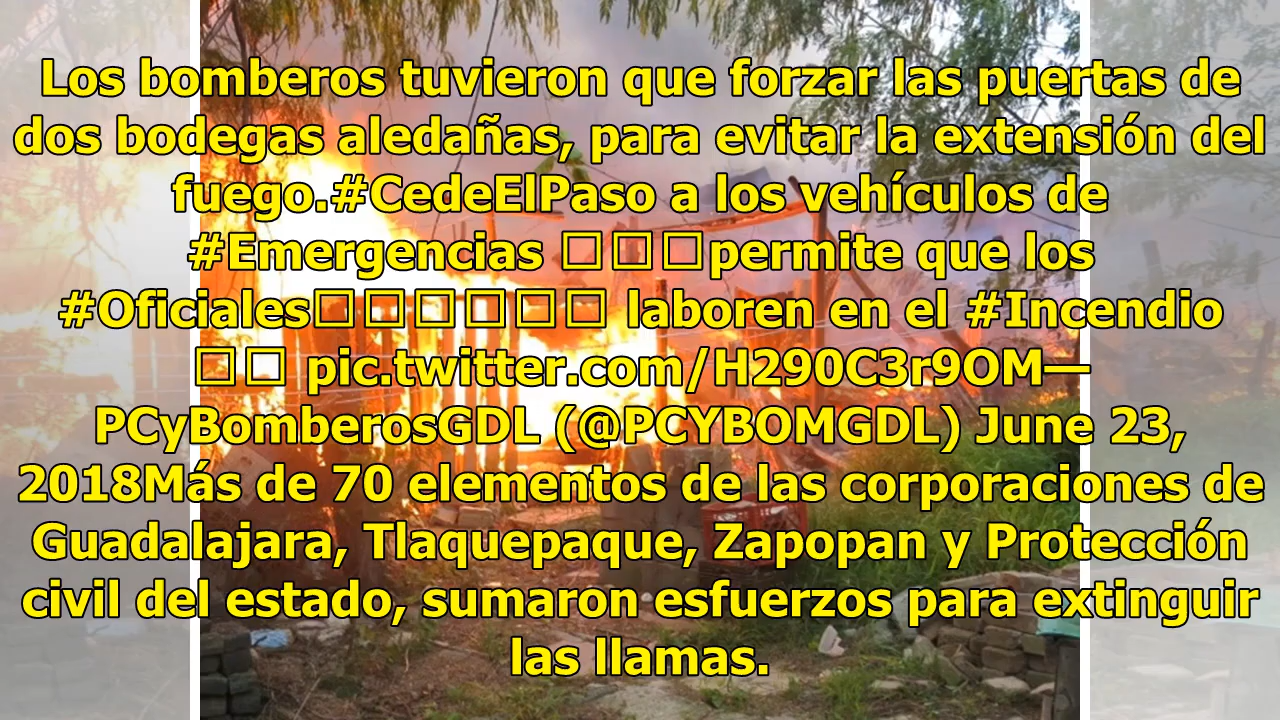 Los bomberos tuvieron que forzar las puertas de
dos bodegas aledañas, para evitar la extensión del
fuego.#CedeElPaso a los vehículos de
#Emergencias □□□permite que los
#Oficiales□□□□□□ laboren en el #Incendio
□□ pic.twitter.com/H290C3r9OM—
PCyBomberosGDL (@PCYBOMGDL) June 23,
2018Más de 70 elementos de las corporaciones de
Guadalajara, Tlaquepaque, Zapopan y Protección
civil del estado, sumaron esfuerzos para extinguir
las llamas.